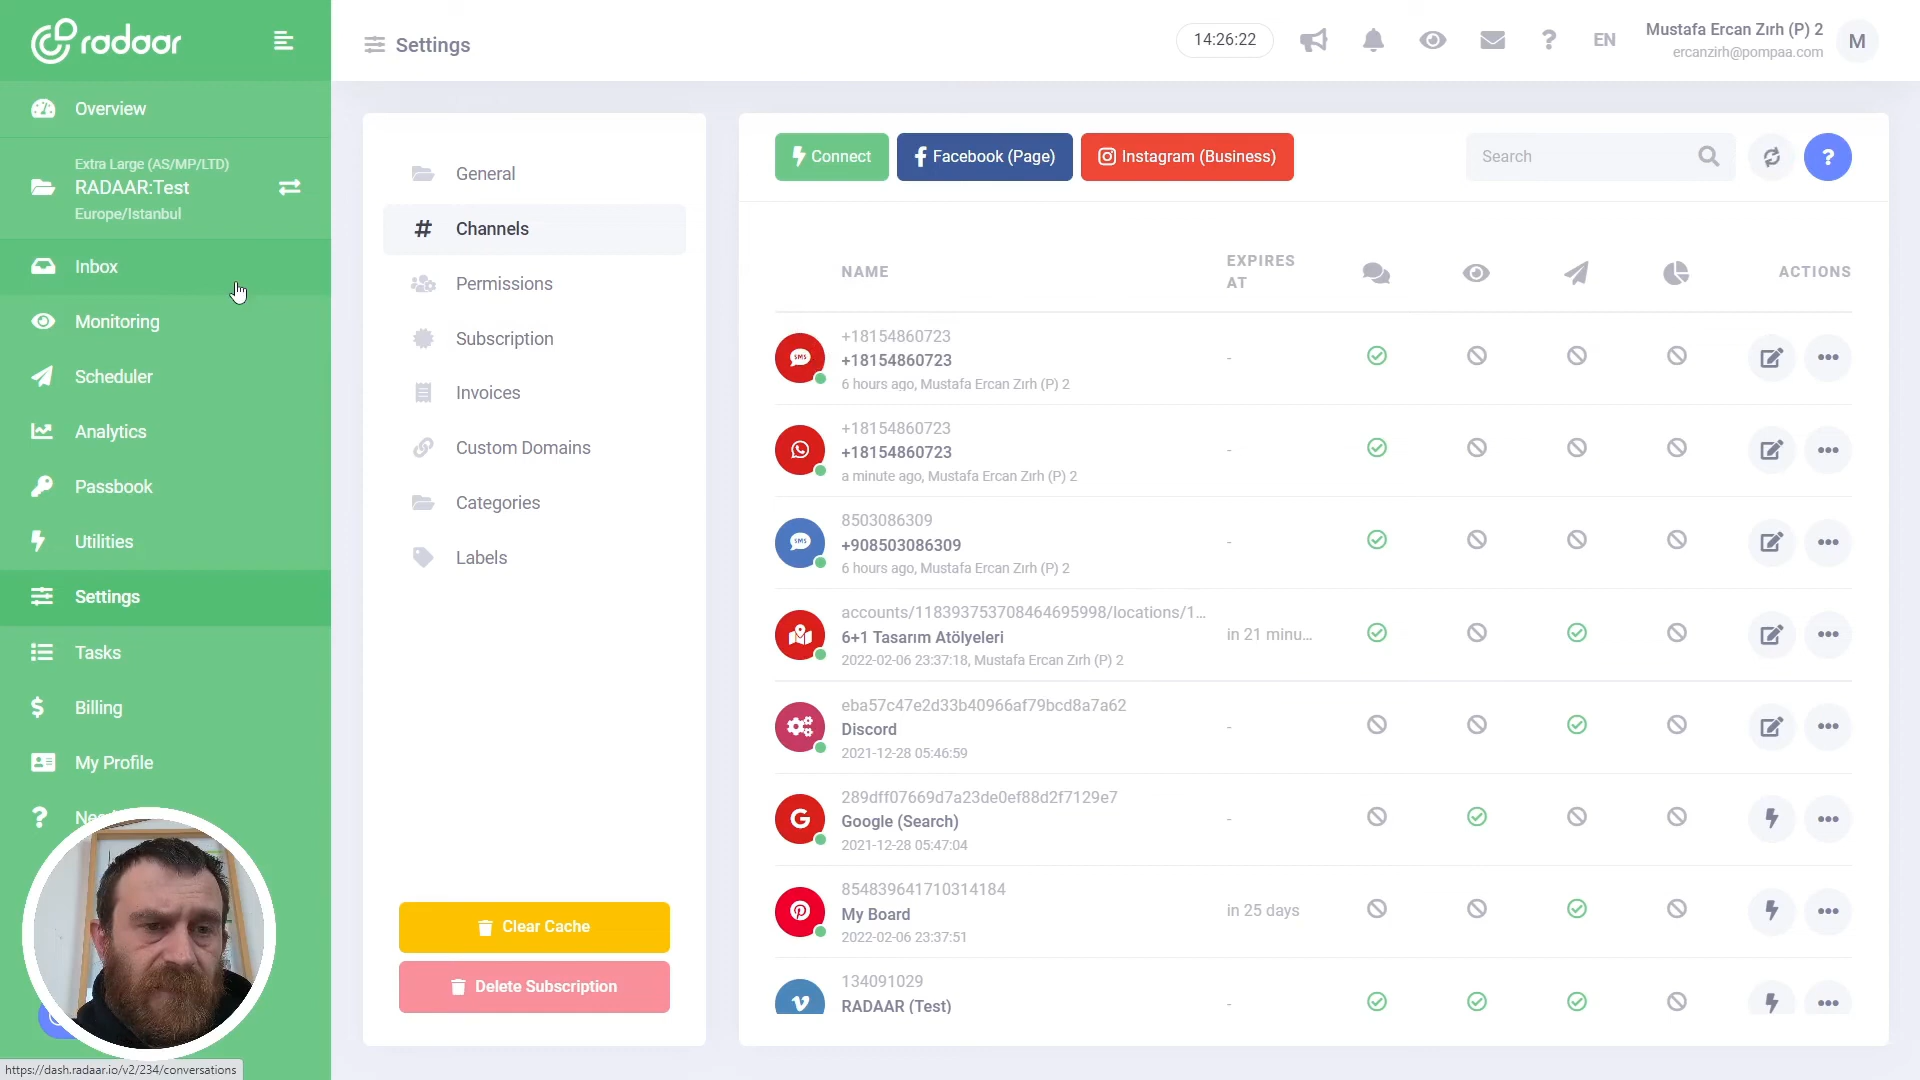 radaar
Settings
14:26:22
EN
Mustafa Ercan Zırh (P) 2
ercanzirh@pompaa.com
M
Overview
Extra Large (AS/MP/LTD)
RADAAR:Test
Europe/Istanbul
Inbox
Monitoring
Scheduler
Analytics
Passbook
Utilities
Settings
Tasks
Billing
My Profile
General
Channels
Permissions
Subscription
Invoices
Custom Domains
Categories
Labels
Clear Cache
Delete Subscription
Connect
Facebook (Page)
Instagram (Business)
Search
?
NAME
EXPIRES
AT
ACTIONS
SMS
+18154860723
+18154860723
-
6 hours ago, Mustafa Ercan Zırh (P) 2
+18154860723
+18154860723
-
a minute ago, Mustafa Ercan Zırh (P) 2
SMS
8503086309
+908503086309
-
6 hours ago, Mustafa Ercan Zırh (P) 2
accounts/118393753708464695998/locations/1...
6+1 Tasarım Atölyeleri
in 21 minu...
2022-02-06 23:37:18, Mustafa Ercan Zırh (P) 2
eba57c47e2d33b40966af79bcd8a7a62
Discord
-
2021-12-28 05:46:59
289dff07669d7a23de0ef88d2f7129e7
Google (Search)
-
2021-12-28 05:47:04
854839641710314184
My Board
in 25 days
2022-02-06 23:37:51
134091029
RADAAR (Test)
-
https://dash.radaar.io/v2/234/conversations